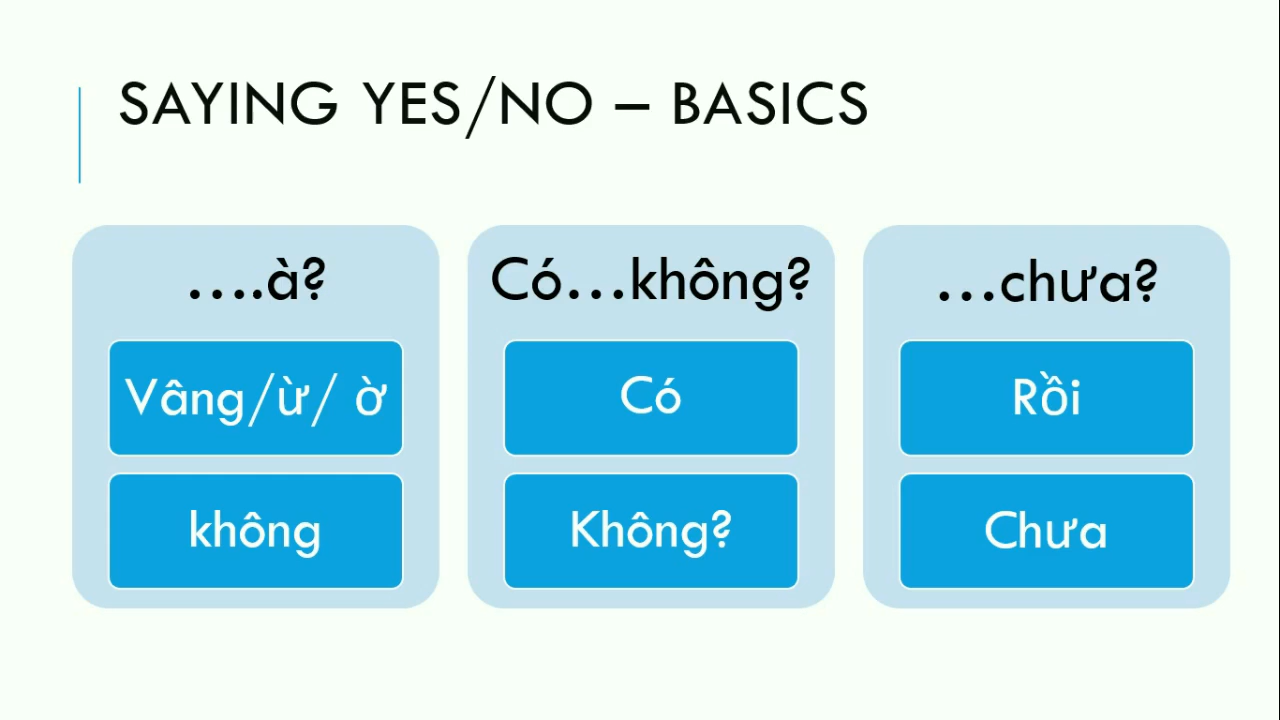 SAYING YES/NO – BASICS
....à?
Vâng/ừ/ ờ
không
Có...không?
Có
Không?
...chưa?
Rồi
Chưa